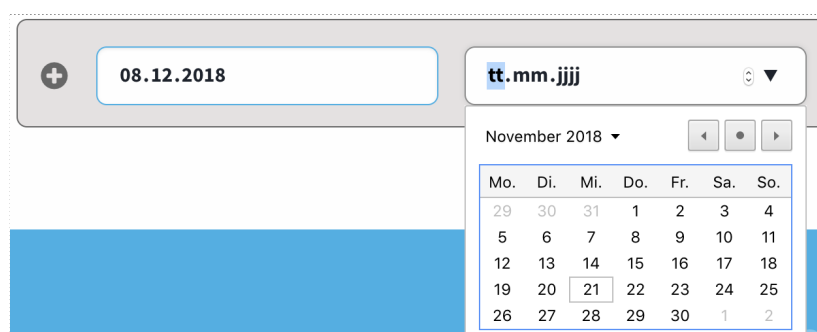 08.12.2018
tt.mm.jjjj
November 2018
Mo. Di. Mi. Do. Fr. Sa. So.
29 30 31 1 2 3 4
5 6 7 8 9 10 11
12 13 14 15 16 17 18
19 20 21 22 23 24 25
26 27 28 29 30 1 2